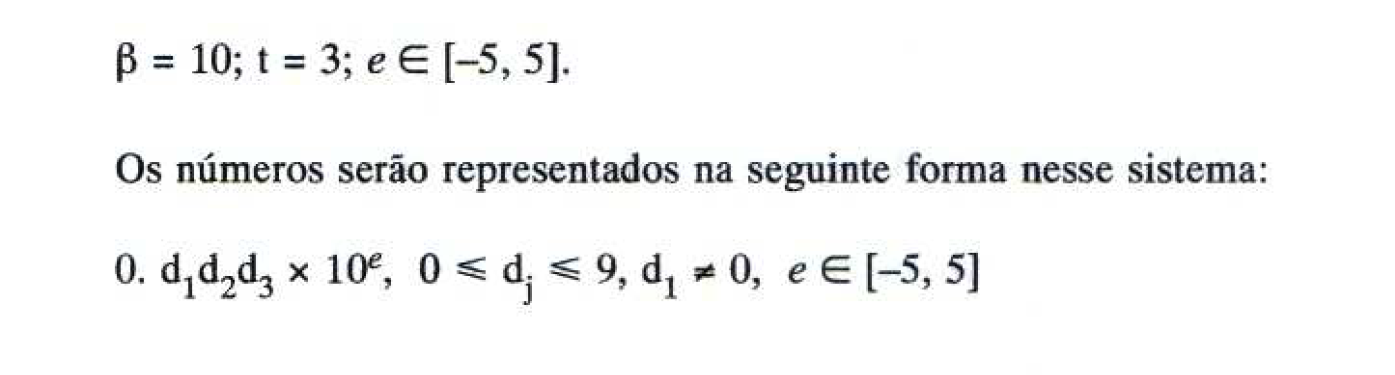 β = 10; t = 3; e ∈ [–5, 5].
Os números serão representados na seguinte forma nesse sistema:
0. d₁d₂d₃ × 10ᵉ, 0 ⩽ dⱼ ⩽ 9, d₁ ≠ 0, e ∈ [–5, 5]